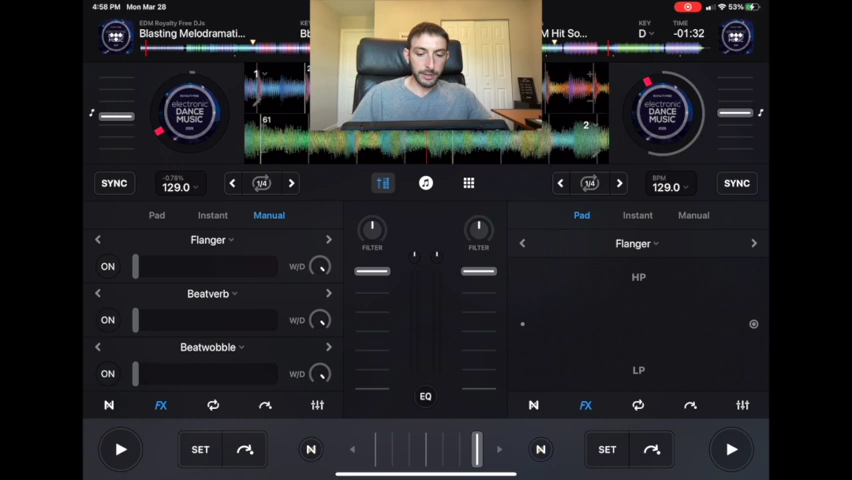 4:58 PM Mon Mar 28
53%
EDM Royalty Free DJs
Blasting Melodramati...
KEY
M Hit So...
KEY
D
TIME
-01:32
1
61
2
electronic
DANCE
MUSIC
electronic
DANCE
MUSIC
SYNC
-0.78%
129.0
1/4
1/4
BPM
129.0
SYNC
Pad Instant Manual
Flanger
ON W/D
Beatverb
ON W/D
Beatwobble
ON W/D
FX
FILTER FILTER
EQ
Pad Instant Manual
Flanger
HP
LP
FX
SET
SET